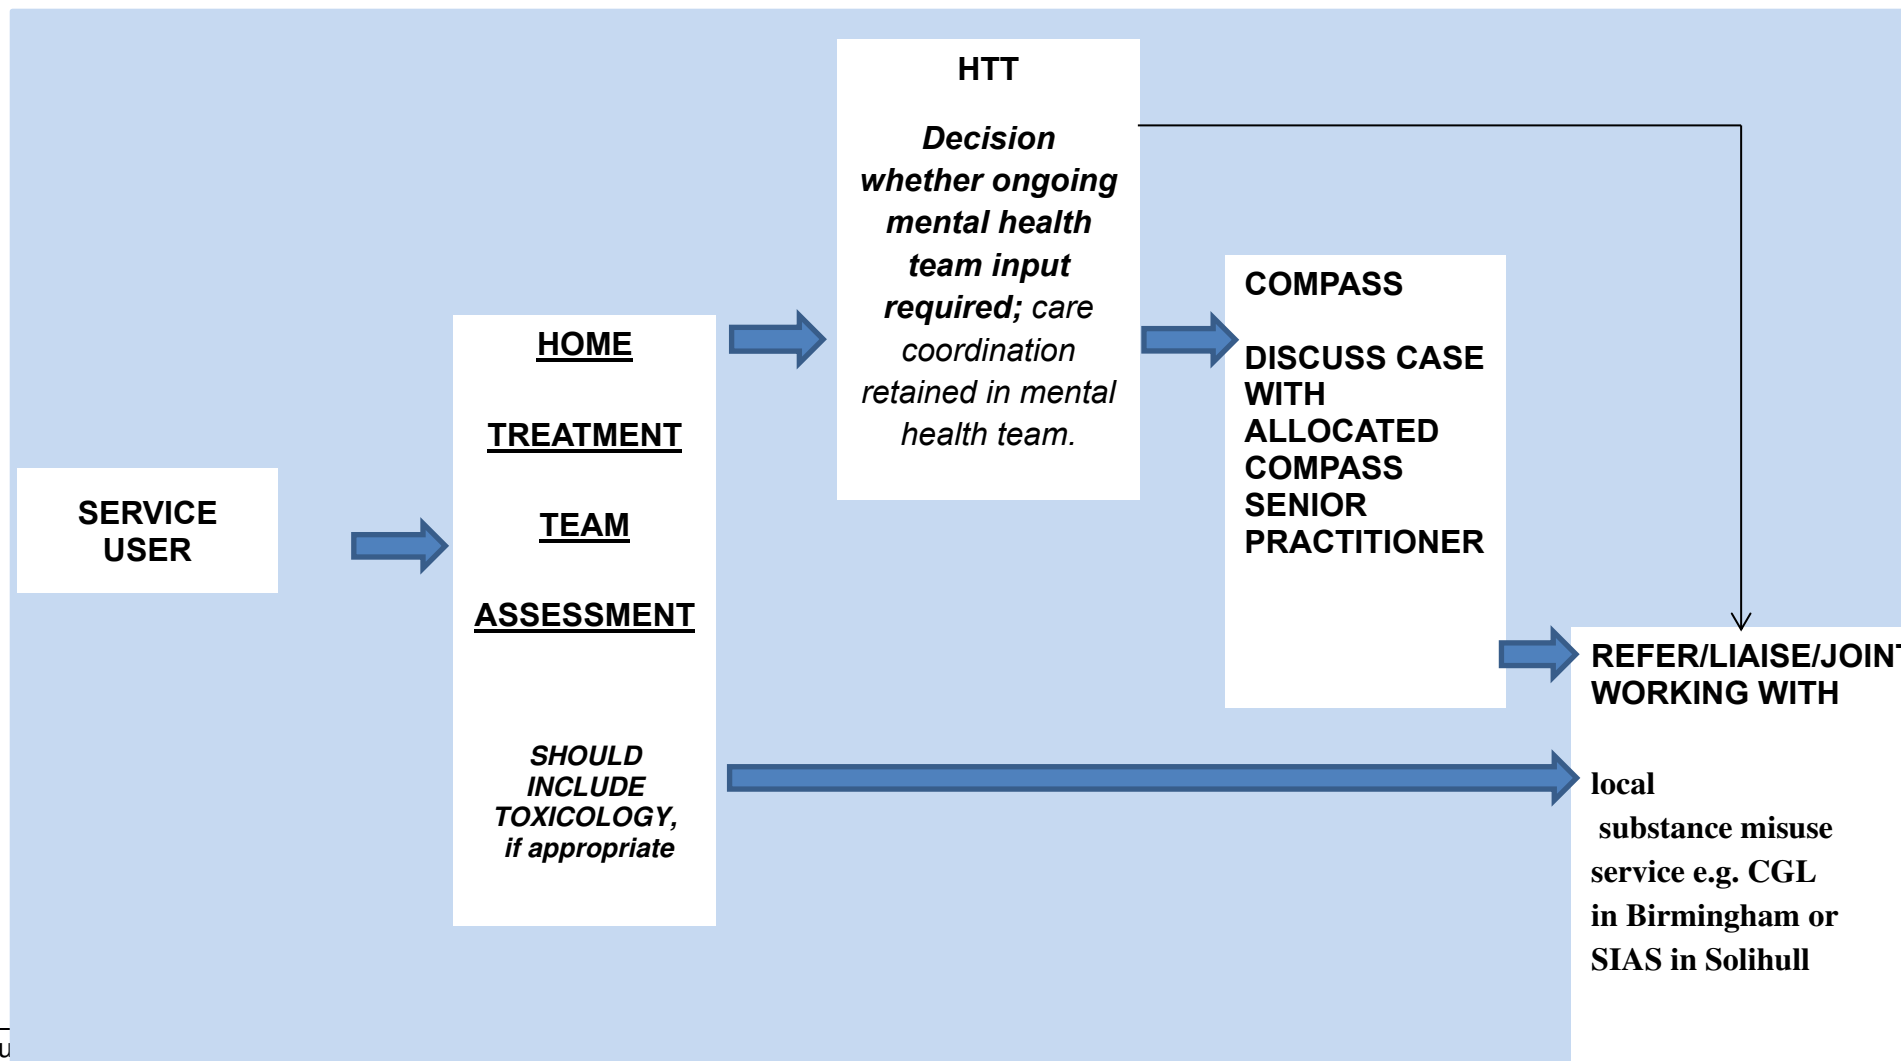 SERVICE
USER
HOME
TREATMENT
TEAM
ASSESSMENT
SHOULD
INCLUDE
TOXICOLOGY,
if appropriate
HTT
Decision
whether ongoing
mental health
team input
required; care
coordination
retained in mental
health team.
COMPASS
DISCUSS CASE
WITH
ALLOCATED
COMPASS
SENIOR
PRACTITIONER
REFER/LIAISE/JOINT
WORKING WITH
local
substance misuse
service e.g. CGL
in Birmingham or
SIAS in Solihull